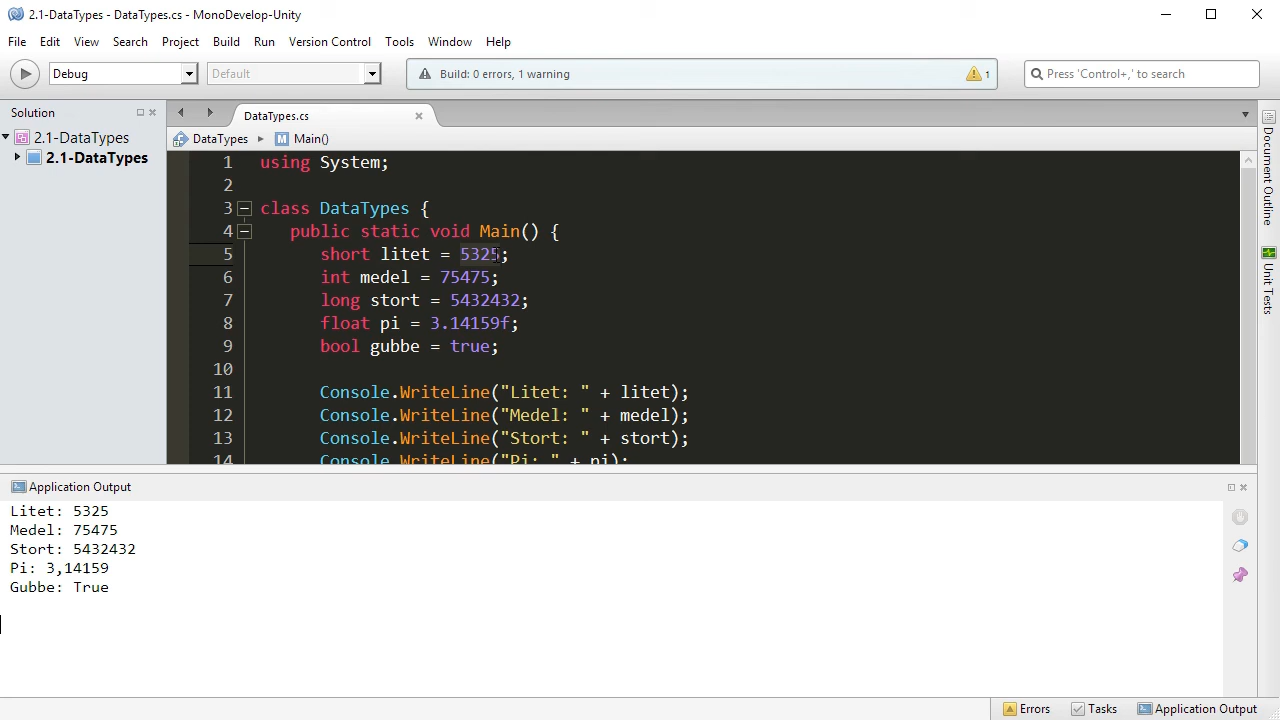 2.1-DataTypes - DataTypes.cs - MonoDevelop-Unity
File Edit View Search Project Build Run Version Control Tools Window Help
Debug Default Build: 0 errors, 1 warning 1 Press 'Control+,' to search
Solution
DataTypes.cs
2.1-DataTypes
2.1-DataTypes
DataTypes Main()
1 using System;
2
3 class DataTypes {
4 public static void Main() {
5 short litet = 5325;
6 int medel = 75475;
7 long stort = 5432432;
8 float pi = 3.14159f;
9 bool gubbe = true;
10
11 Console.WriteLine("Litet: " + litet);
12 Console.WriteLine("Medel: " + medel);
13 Console.WriteLine("Stort: " + stort);
14 Console.WriteLine("Pi: " + pi);
Document Outline
Unit Tests
Application Output
Litet: 5325
Medel: 75475
Stort: 5432432
Pi: 3,14159
Gubbe: True
Errors Tasks Application Output